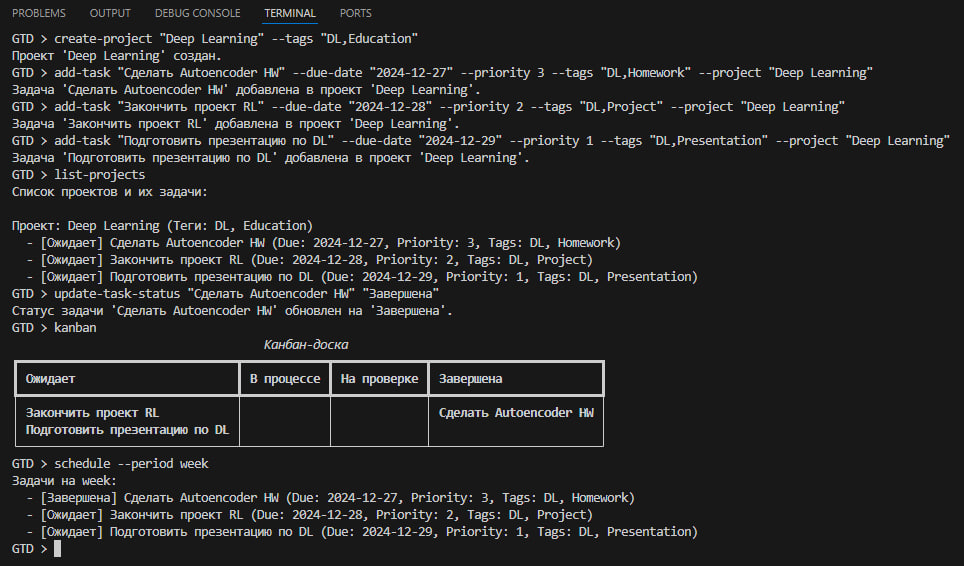 PROBLEMS OUTPUT DEBUG CONSOLE TERMINAL PORTS
GTD > create-project "Deep Learning" --tags "DL,Education"
Проект 'Deep Learning' создан.
GTD > add-task "Сделать Autoencoder HW" --due-date "2024-12-27" --priority 3 --tags "DL,Homework" --project "Deep Learning"
Задача 'Сделать Autoencoder HW' добавлена в проект 'Deep Learning'.
GTD > add-task "Закончить проект RL" --due-date "2024-12-28" --priority 2 --tags "DL,Project" --project "Deep Learning"
Задача 'Закончить проект RL' добавлена в проект 'Deep Learning'.
GTD > add-task "Подготовить презентацию по DL" --due-date "2024-12-29" --priority 1 --tags "DL,Presentation" --project "Deep Learning"
Задача 'Подготовить презентацию по DL' добавлена в проект 'Deep Learning'.
GTD > list-projects
Список проектов и их задачи:
Проект: Deep Learning (Теги: DL, Education)
- [Ожидает] Сделать Autoencoder HW (Due: 2024-12-27, Priority: 3, Tags: DL, Homework)
- [Ожидает] Закончить проект RL (Due: 2024-12-28, Priority: 2, Tags: DL, Project)
- [Ожидает] Подготовить презентацию по DL (Due: 2024-12-29, Priority: 1, Tags: DL, Presentation)
GTD > update-task-status "Сделать Autoencoder HW" "Завершена"
Статус задачи 'Сделать Autoencoder HW' обновлен на 'Завершена'.
GTD > kanban
Канбан-доска
Ожидает В процессе На проверке Завершена
Закончить проект RL Сделать Autoencoder HW
Подготовить презентацию по DL
GTD > schedule --period week
Задачи на week:
- [Завершена] Сделать Autoencoder HW (Due: 2024-12-27, Priority: 3, Tags: DL, Homework)
- [Ожидает] Закончить проект RL (Due: 2024-12-28, Priority: 2, Tags: DL, Project)
- [Ожидает] Подготовить презентацию по DL (Due: 2024-12-29, Priority: 1, Tags: DL, Presentation)
GTD >